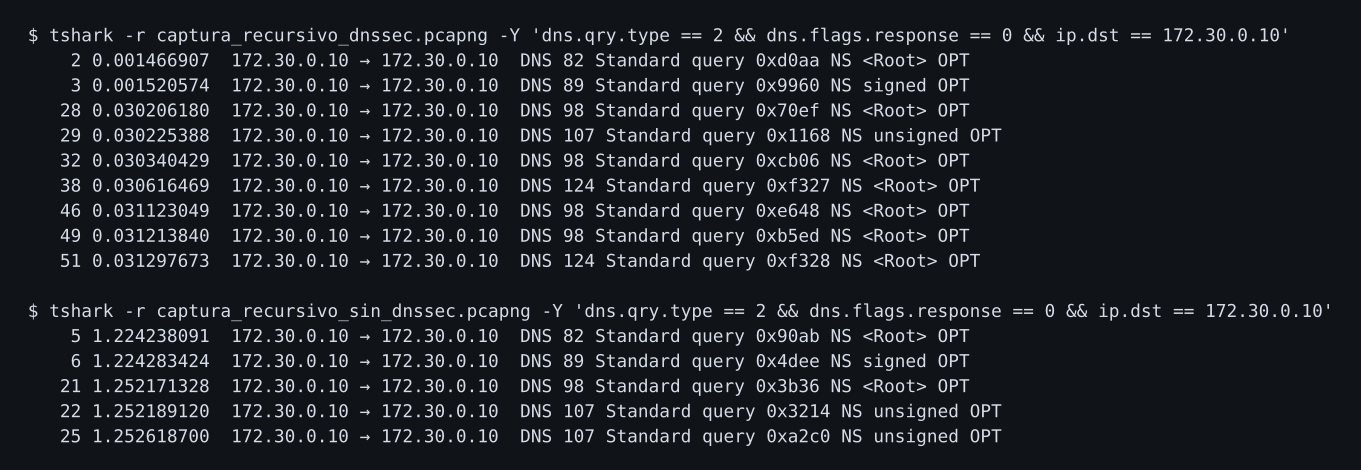 $ tshark -r captura_recursivo_dnssec.pcapng -Y 'dns.qry.type == 2 && dns.flags.response == 0 && ip.dst == 172.30.0.10'
2 0.001466907 172.30.0.10 → 172.30.0.10 DNS 82 Standard query 0xd0aa NS <Root> OPT
3 0.001520574 172.30.0.10 → 172.30.0.10 DNS 89 Standard query 0x9960 NS signed OPT
28 0.030206180 172.30.0.10 → 172.30.0.10 DNS 98 Standard query 0x70ef NS <Root> OPT
29 0.030225388 172.30.0.10 → 172.30.0.10 DNS 107 Standard query 0x1168 NS unsigned OPT
32 0.030340429 172.30.0.10 → 172.30.0.10 DNS 98 Standard query 0xcb06 NS <Root> OPT
38 0.030616469 172.30.0.10 → 172.30.0.10 DNS 124 Standard query 0xf327 NS <Root> OPT
46 0.031123049 172.30.0.10 → 172.30.0.10 DNS 98 Standard query 0xe648 NS <Root> OPT
49 0.031213840 172.30.0.10 → 172.30.0.10 DNS 98 Standard query 0xb5ed NS <Root> OPT
51 0.031297673 172.30.0.10 → 172.30.0.10 DNS 124 Standard query 0xf328 NS <Root> OPT
$ tshark -r captura_recursivo_sin_dnssec.pcapng -Y 'dns.qry.type == 2 && dns.flags.response == 0 && ip.dst == 172.30.0.10'
5 1.224238091 172.30.0.10 → 172.30.0.10 DNS 82 Standard query 0x90ab NS <Root> OPT
6 1.224283424 172.30.0.10 → 172.30.0.10 DNS 89 Standard query 0x4dee NS signed OPT
21 1.252171328 172.30.0.10 → 172.30.0.10 DNS 98 Standard query 0x3b36 NS <Root> OPT
22 1.252189120 172.30.0.10 → 172.30.0.10 DNS 107 Standard query 0x3214 NS unsigned OPT
25 1.252618700 172.30.0.10 → 172.30.0.10 DNS 107 Standard query 0xa2c0 NS unsigned OPT